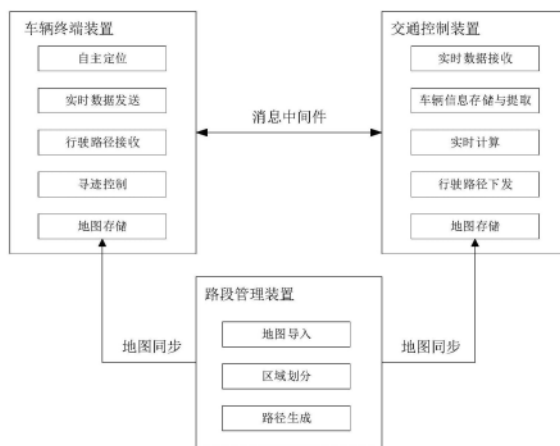 车辆终端装置
自主定位
实时数据发送
行驶路径接收
寻迹控制
地图存储
消息中间件
交通控制装置
实时数据接收
车辆信息存储与提取
实时计算
行驶路径下发
地图存储
路段管理装置
地图导入
区域划分
路径生成
地图同步
地图同步